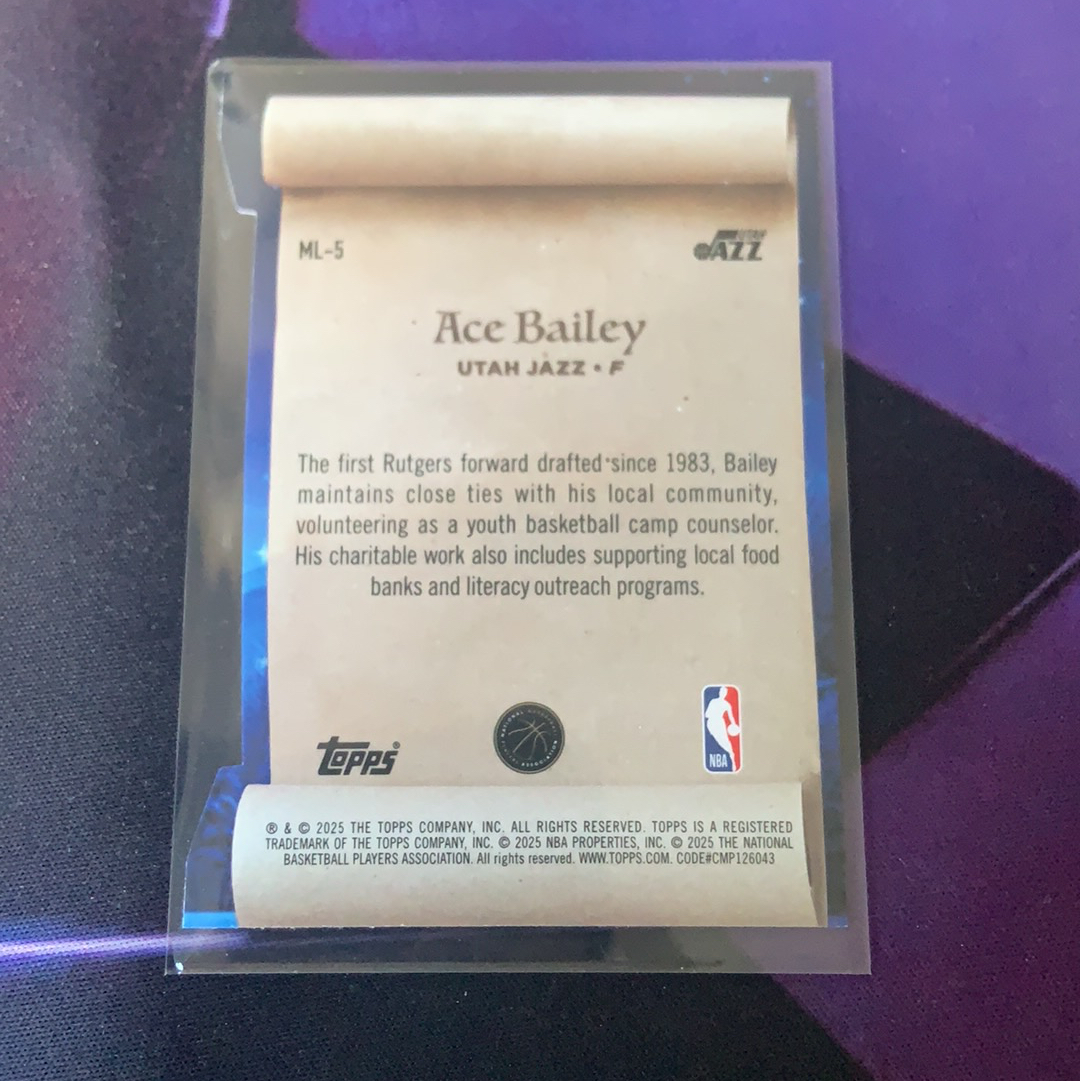 ML-5
UTAH
JAZZ
Ace Bailey
UTAH JAZZ • F
The first Rutgers forward drafted since 1983, Bailey
maintains close ties with his local community,
volunteering as a youth basketball camp counselor.
His charitable work also includes supporting local food
banks and literacy outreach programs.
topps®
NATIONAL
ASSOCIATION
NBA
® & © 2025 THE TOPPS COMPANY, INC. ALL RIGHTS RESERVED. TOPPS IS A REGISTERED
TRADEMARK OF THE TOPPS COMPANY, INC. © 2025 NBA PROPERTIES, INC. © 2025 THE NATIONAL
BASKETBALL PLAYERS ASSOCIATION. All rights reserved. WWW.TOPPS.COM. CODE#CMP126043